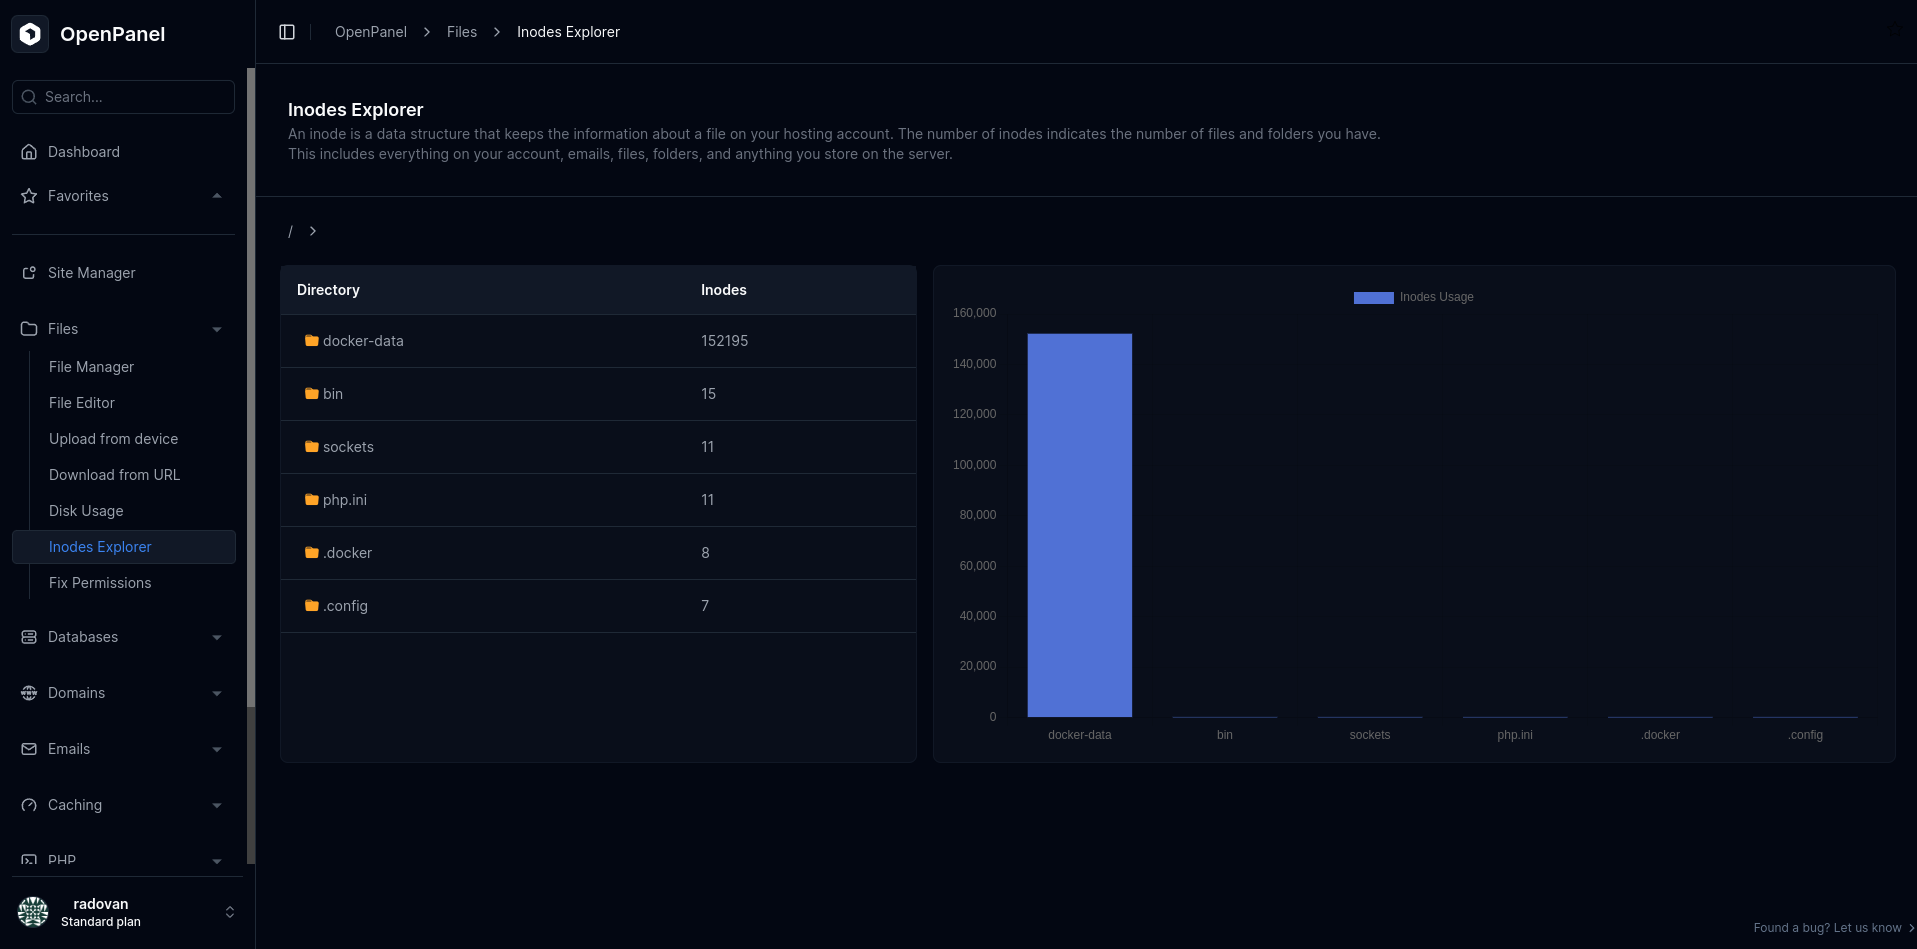 OpenPanel
Search...
Dashboard
Favorites
Site Manager
Files
File Manager
File Editor
Upload from device
Download from URL
Disk Usage
Inodes Explorer
Fix Permissions
Databases
Domains
Emails
Caching
PHP
radovan
Standard plan
OpenPanel > Files > Inodes Explorer
Inodes Explorer
An inode is a data structure that keeps the information about a file on your hosting account. The number of inodes indicates the number of files and folders you have.
This includes everything on your account, emails, files, folders, and anything you store on the server.
/ >
Directory Inodes
docker-data 152195
bin 15
sockets 11
php.ini 11
.docker 8
.config 7
Inodes Usage
160,000
140,000
120,000
100,000
80,000
60,000
40,000
20,000
0
docker-data bin sockets php.ini .docker .config
Found a bug? Let us know >